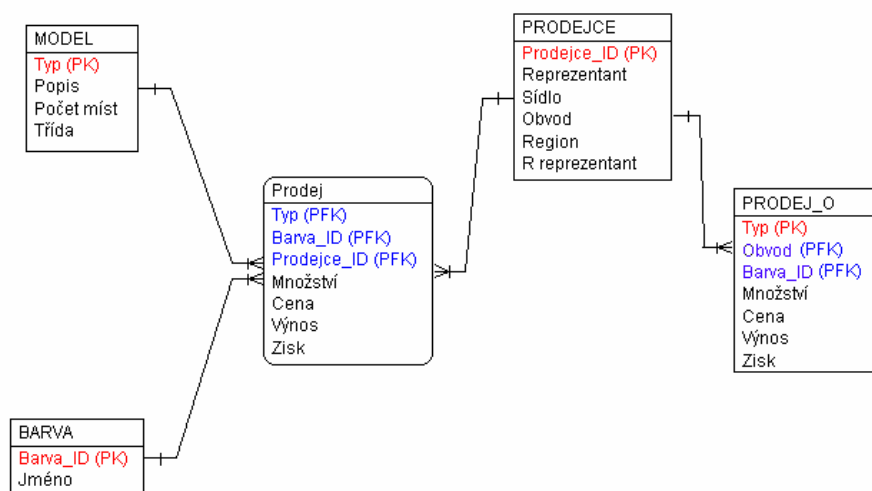 MODEL
Typ (PK)
Popis
Počet míst
Třída
PRODEJCE
Prodejce_ID (PK)
Reprezentant
Sídlo
Obvod
Region
R reprezentant
Prodej
Typ (PFK)
Barva_ID (PFK)
Prodejce_ID (PFK)
Množství
Cena
Výnos
Zisk
PRODEJ_O
Typ (PK)
Obvod (PFK)
Barva_ID (PFK)
Množství
Cena
Výnos
Zisk
BARVA
Barva_ID (PK)
Jméno